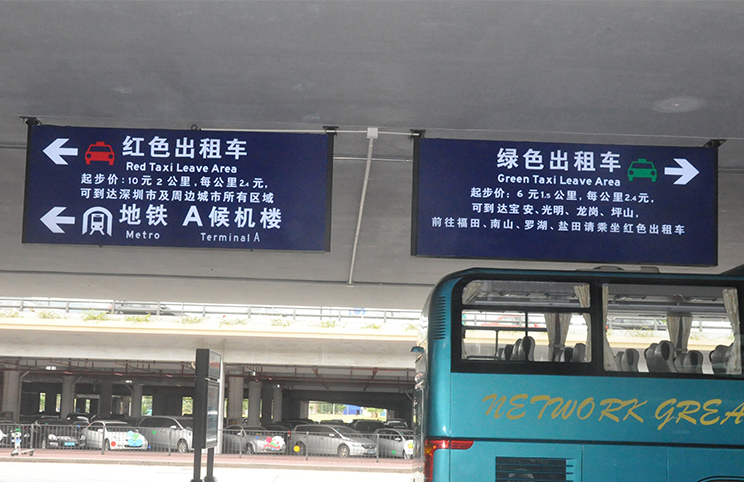 红色出租车
Red Taxi Leave Area
起步价:10元2公里,每公里2.4元,
可到达深圳市及周边城市所有区域
地铁 A候机楼
Metro Terminal A
绿色出租车
Green Taxi Leave Area
起步价:6元1.5公里,每公里2.4元,
可到达宝安、光明、龙岗、坪山,
前往福田、南山、罗湖、盐田请乘坐红色出租车
NETWORK GREA